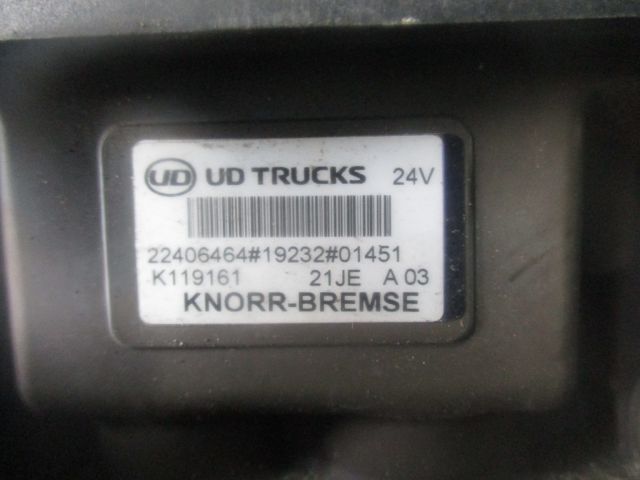 UD UD TRUCKS 24V
22406464#19232#01451
K119161 21JE A 03
KNORR-BREMSE